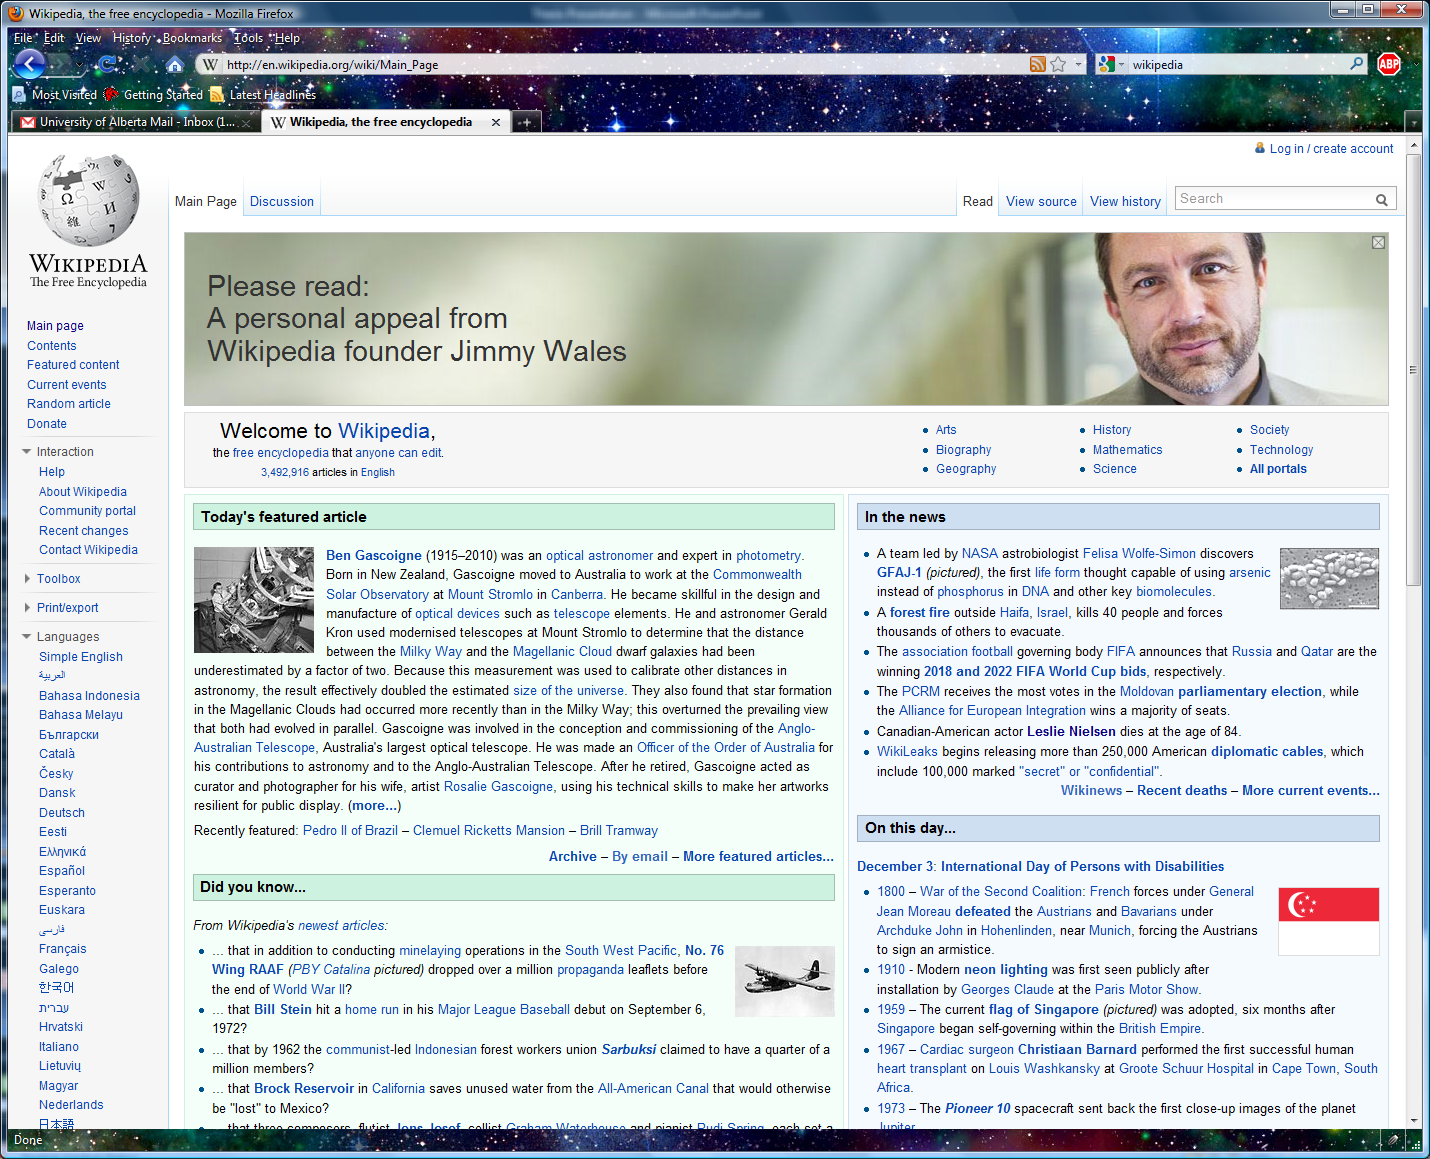 Wikipedia, the free encyclopedia - Mozilla Firefox
File Edit View History Bookmarks Tools Help
http://en.wikipedia.org/wiki/Main_Page
wikipedia
ABP
Most Visited Getting Started Latest Headlines
University of Alberta Mail - Inbox (1...
Wikipedia, the free encyclopedia
Log in / create account
Main Page Discussion Read View source View history Search
WIKIPEDIA
The Free Encyclopedia
Main page
Contents
Featured content
Current events
Random article
Donate
Interaction
Help
About Wikipedia
Community portal
Recent changes
Contact Wikipedia
Toolbox
Print/export
Languages
Simple English
العربية
Bahasa Indonesia
Bahasa Melayu
Български
Català
Česky
Dansk
Deutsch
Eesti
Ελληνικά
Español
Esperanto
Euskara
فارسی
Français
Galego
한국어
עברית
Hrvatski
Italiano
Lietuvių
Magyar
Nederlands
日本語
Please read:
A personal appeal from
Wikipedia founder Jimmy Wales
Welcome to Wikipedia,
the free encyclopedia that anyone can edit.
3,492,916 articles in English
Arts
Biography
Geography
History
Mathematics
Science
Society
Technology
All portals
Today's featured article
Ben Gascoigne (1915–2010) was an optical astronomer and expert in photometry.
Born in New Zealand, Gascoigne moved to Australia to work at the Commonwealth
Solar Observatory at Mount Stromlo in Canberra. He became skillful in the design and
manufacture of optical devices such as telescope elements. He and astronomer Gerald
Kron used modernised telescopes at Mount Stromlo to determine that the distance
between the Milky Way and the Magellanic Cloud dwarf galaxies had been
underestimated by a factor of two. Because this measurement was used to calibrate other distances in
astronomy, the result effectively doubled the estimated size of the universe. They also found that star formation
in the Magellanic Clouds had occurred more recently than in the Milky Way; this overturned the prevailing view
that both had evolved in parallel. Gascoigne was involved in the conception and commissioning of the Anglo-
Australian Telescope, Australia's largest optical telescope. He was made an Officer of the Order of Australia for
his contributions to astronomy and to the Anglo-Australian Telescope. After he retired, Gascoigne acted as
curator and photographer for his wife, artist Rosalie Gascoigne, using his technical skills to make her artworks
resilient for public display. (more...)
Recently featured: Pedro II of Brazil – Clemuel Ricketts Mansion – Brill Tramway
Archive – By email – More featured articles...
Did you know...
From Wikipedia's newest articles:
... that in addition to conducting minelaying operations in the South West Pacific, No. 76
Wing RAAF (PBY Catalina pictured) dropped over a million propaganda leaflets before
the end of World War II?
... that Bill Stein hit a home run in his Major League Baseball debut on September 6,
1972?
... that by 1962 the communist-led Indonesian forest workers union Sarbuksi claimed to have a quarter of a
million members?
... that Brock Reservoir in California saves unused water from the All-American Canal that would otherwise
be "lost" to Mexico?
... that three composers, flutist Jens Josef, cellist Graham Waterhouse and pianist Rudi Spring, each set a
In the news
A team led by NASA astrobiologist Felisa Wolfe-Simon discovers
GFAJ-1 (pictured), the first life form thought capable of using arsenic
instead of phosphorus in DNA and other key biomolecules.
A forest fire outside Haifa, Israel, kills 40 people and forces
thousands of others to evacuate.
The association football governing body FIFA announces that Russia and Qatar are the
winning 2018 and 2022 FIFA World Cup bids, respectively.
The PCRM receives the most votes in the Moldovan parliamentary election, while
the Alliance for European Integration wins a majority of seats.
Canadian-American actor Leslie Nielsen dies at the age of 84.
WikiLeaks begins releasing more than 250,000 American diplomatic cables, which
include 100,000 marked "secret" or "confidential".
Wikinews – Recent deaths – More current events...
On this day...
December 3: International Day of Persons with Disabilities
1800 – War of the Second Coalition: French forces under General
Jean Moreau defeated the Austrians and Bavarians under
Archduke John in Hohenlinden, near Munich, forcing the Austrians
to sign an armistice.
1910 - Modern neon lighting was first seen publicly after
installation by Georges Claude at the Paris Motor Show.
1959 – The current flag of Singapore (pictured) was adopted, six months after
Singapore began self-governing within the British Empire.
1967 – Cardiac surgeon Christiaan Barnard performed the first successful human
heart transplant on Louis Washkansky at Groote Schuur Hospital in Cape Town, South
Africa.
1973 – The Pioneer 10 spacecraft sent back the first close-up images of the planet
Jupiter.
Done